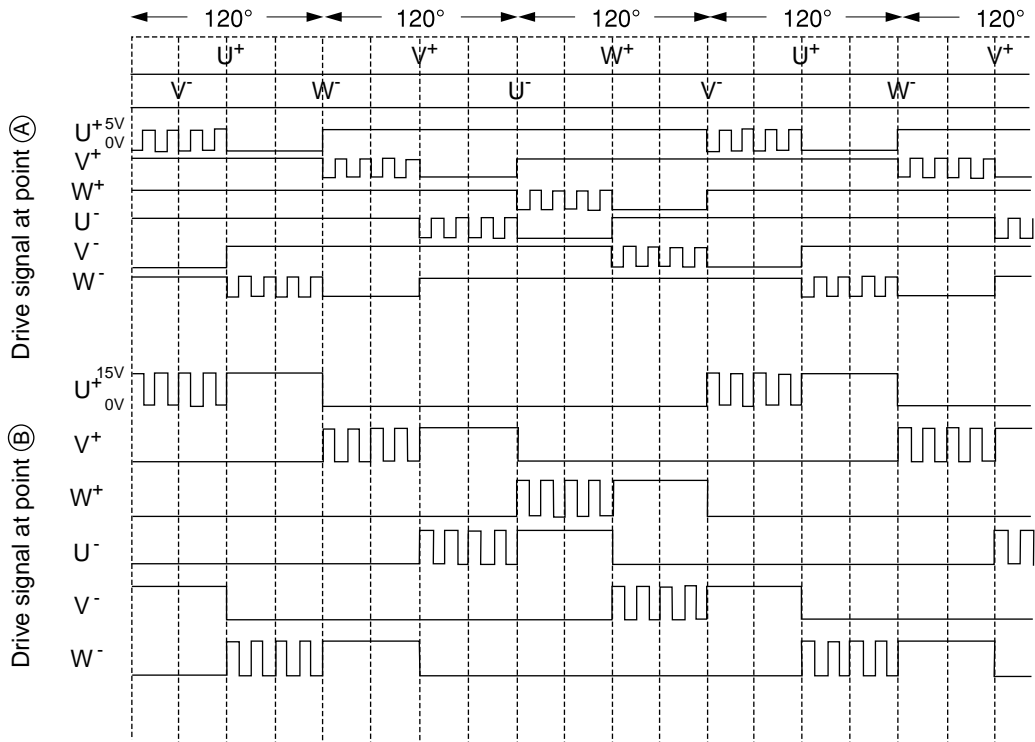 120° 120° 120° 120° 120°
U⁺ V⁺ W⁺ U⁺ V⁺
V⁻ W⁻ U⁻ V⁻ W⁻
Drive signal at point Ⓐ
U⁺ 5V 0V
V⁺
W⁺
U⁻
V⁻
W⁻
Drive signal at point Ⓑ
U⁺ 15V 0V
V⁺
W⁺
U⁻
V⁻
W⁻